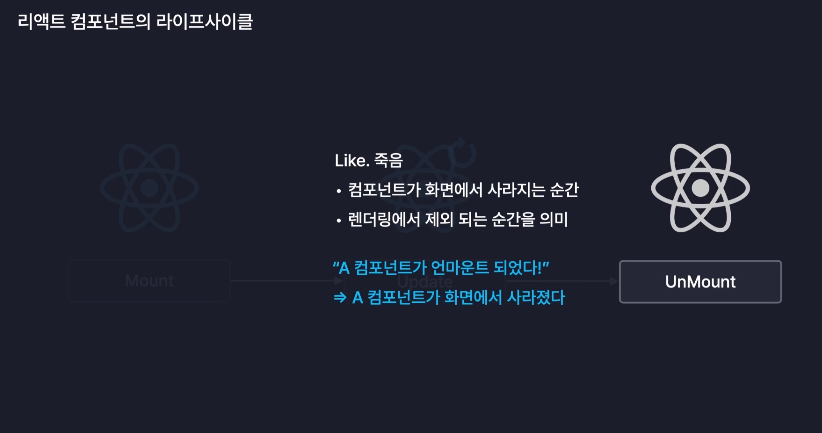 리액트 컴포넌트의 라이프사이클
Like. 죽음
• 컴포넌트가 화면에서 사라지는 순간
• 렌더링에서 제외 되는 순간을 의미
“A 컴포넌트가 언마운트 되었다!”
⇒ A 컴포넌트가 화면에서 사라졌다
Mount
Update
UnMount